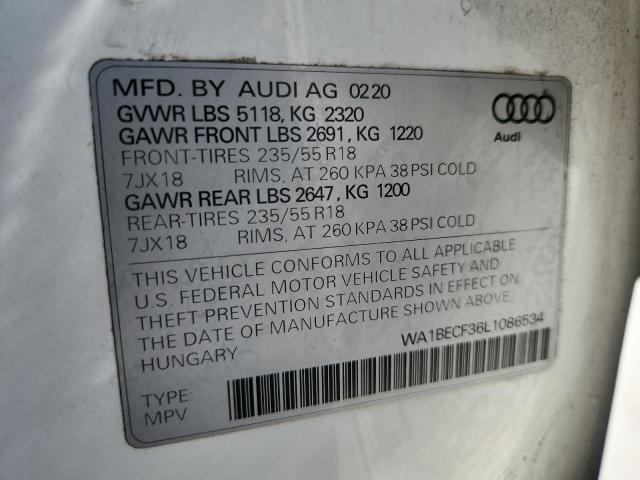 MFD. BY AUDI AG 0220
GVWR LBS 5118, KG 2320
GAWR FRONT LBS 2691, KG 1220
FRONT-TIRES 235/55 R18
7JX18 RIMS, AT 260 KPA 38 PSI COLD
GAWR REAR LBS 2647, KG 1200
REAR-TIRES 235/55 R18
7JX18 RIMS, AT 260 KPA 38 PSI COLD
Audi
THIS VEHICLE CONFORMS TO ALL APPLICABLE
U.S. FEDERAL MOTOR VEHICLE SAFETY AND
THEFT PREVENTION STANDARDS IN EFFECT ON
THE DATE OF MANUFACTURE SHOWN ABOVE,
HUNGARY
WA1BECF36L1086534
TYPE:
MPV